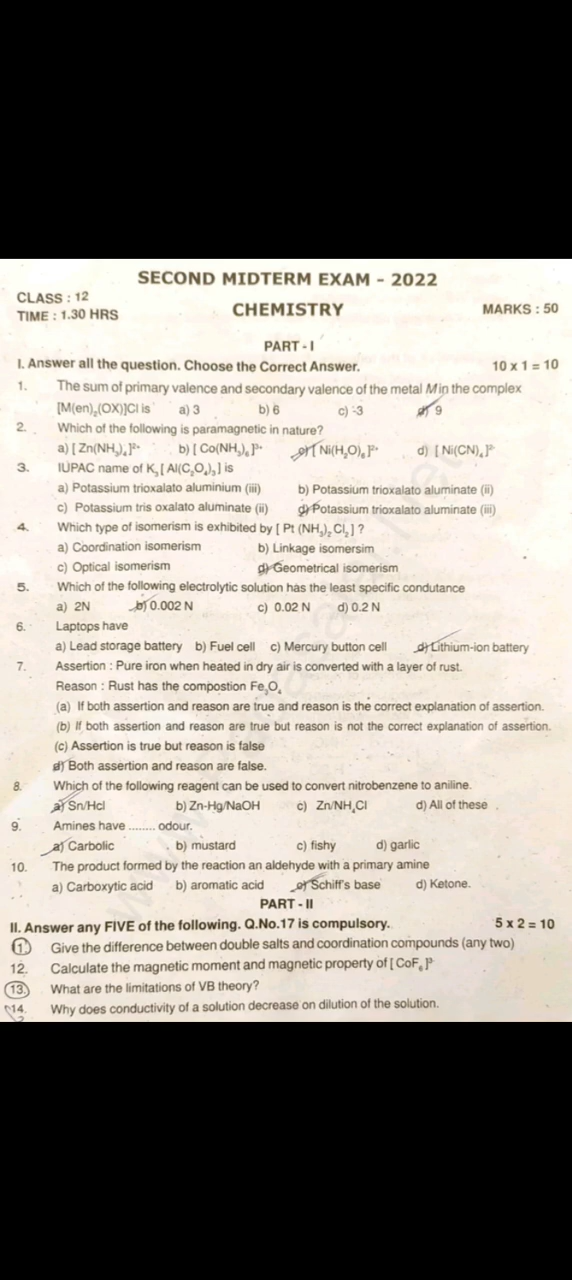 SECOND MIDTERM EXAM - 2022
CLASS : 12
TIME : 1.30 HRS
CHEMISTRY
MARKS : 50
PART - I
I. Answer all the question. Choose the Correct Answer. 10 x 1 = 10
1. The sum of primary valence and secondary valence of the metal M in the complex
[M(en)₂(OX)]Cl is a) 3 b) 6 c) -3 d) 9
2. Which of the following is paramagnetic in nature?
a) [ Zn(NH₃)₄]²⁺ b) [ Co(NH₃)₆]³⁺ c) [ Ni(H₂O)₆]²⁺ d) [ Ni(CN)₄]²⁻
3. IUPAC name of K₃[ Al(C₂O₄)₃] is
a) Potassium trioxalato aluminium (iii) b) Potassium trioxalato aluminate (ii)
c) Potassium tris oxalato aluminate (ii) d) Potassium trioxalato aluminate (iii)
4. Which type of isomerism is exhibited by [ Pt (NH₃)₂ Cl₂] ?
a) Coordination isomerism b) Linkage isomersim
c) Optical isomerism d) Geometrical isomerism
5. Which of the following electrolytic solution has the least specific condutance
a) 2N b) 0.002 N c) 0.02 N d) 0.2 N
6. Laptops have
a) Lead storage battery b) Fuel cell c) Mercury button cell d) Lithium-ion battery
7. Assertion : Pure iron when heated in dry air is converted with a layer of rust.
Reason : Rust has the compostion Fe₃O₄
(a) If both assertion and reason are true and reason is the correct explanation of assertion.
(b) If both assertion and reason are true but reason is not the correct explanation of assertion.
(c) Assertion is true but reason is false
d) Both assertion and reason are false.
8. Which of the following reagent can be used to convert nitrobenzene to aniline.
a) Sn/Hcl b) Zn-Hg/NaOH c) Zn/NH₄Cl d) All of these
9. Amines have ........ odour.
a) Carbolic b) mustard c) fishy d) garlic
10. The product formed by the reaction an aldehyde with a primary amine
a) Carboxytic acid b) aromatic acid c) Schiff's base d) Ketone.
PART - II
II. Answer any FIVE of the following. Q.No.17 is compulsory. 5 x 2 = 10
1. Give the difference between double salts and coordination compounds (any two)
12. Calculate the magnetic moment and magnetic property of [ CoF₆]³⁻
13. What are the limitations of VB theory?
14. Why does conductivity of a solution decrease on dilution of the solution.